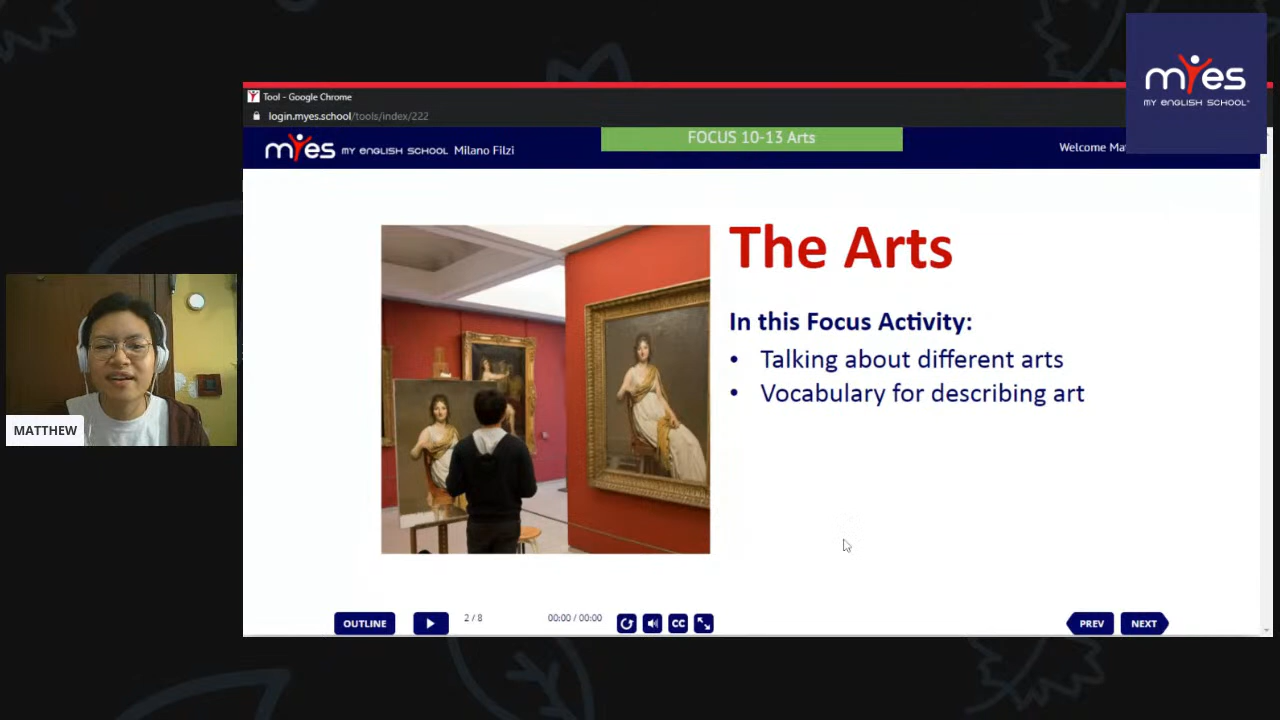 myes
MY ENGLISH SCHOOL
Tool - Google Chrome
login.myes.school/tools/index/222
myes MY ENGLISH SCHOOL Milano Filzi
FOCUS 10-13 Arts
Welcome Mat
The Arts
In this Focus Activity:
• Talking about different arts
• Vocabulary for describing art
MATTHEW
OUTLINE
2 / 8
00:00 / 00:00
CC
PREV
NEXT